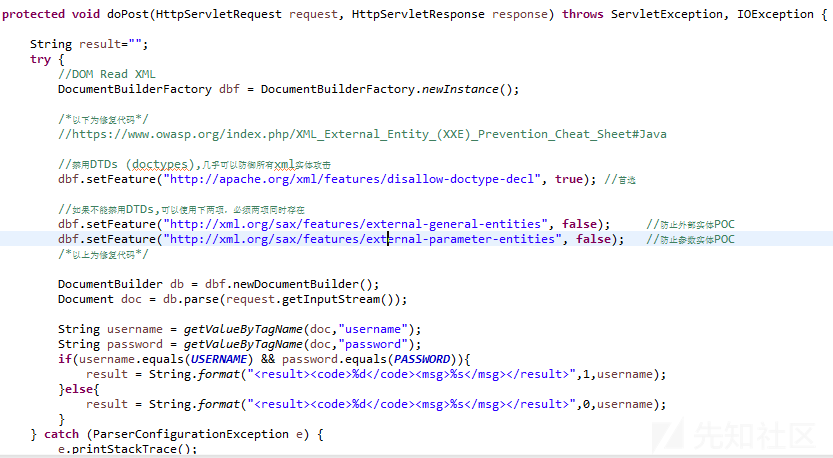 protected void doPost(HttpServletRequest request, HttpServletResponse response) throws ServletException, IOException {
String result="";
try {
//DOM Read XML
DocumentBuilderFactory dbf = DocumentBuilderFactory.newInstance();
/*以下为修复代码*/
//https://www.owasp.org/index.php/XML_External_Entity_(XXE)_Prevention_Cheat_Sheet#Java
//禁用DTDs (doctypes),几乎可以防御所有xml实体攻击
dbf.setFeature("http://apache.org/xml/features/disallow-doctype-decl", true); //首选
//如果不能禁用DTDs,可以使用下两项，必须两项同时存在
dbf.setFeature("http://xml.org/sax/features/external-general-entities", false); //防止外部实体POC
dbf.setFeature("http://xml.org/sax/features/external-parameter-entities", false); //防止参数实体POC
/*以上为修复代码*/
DocumentBuilder db = dbf.newDocumentBuilder();
Document doc = db.parse(request.getInputStream());
String username = getValueByTagName(doc,"username");
String password = getValueByTagName(doc,"password");
if(username.equals(USERNAME) && password.equals(PASSWORD)){
result = String.format("<result><code>%d</code><msg>%s</msg></result>",1,username);
}else{
result = String.format("<result><code>%d</code><msg>%s</msg></result>",0,username);
}
} catch (ParserConfigurationException e) {
e.printStackTrace();
先知社区